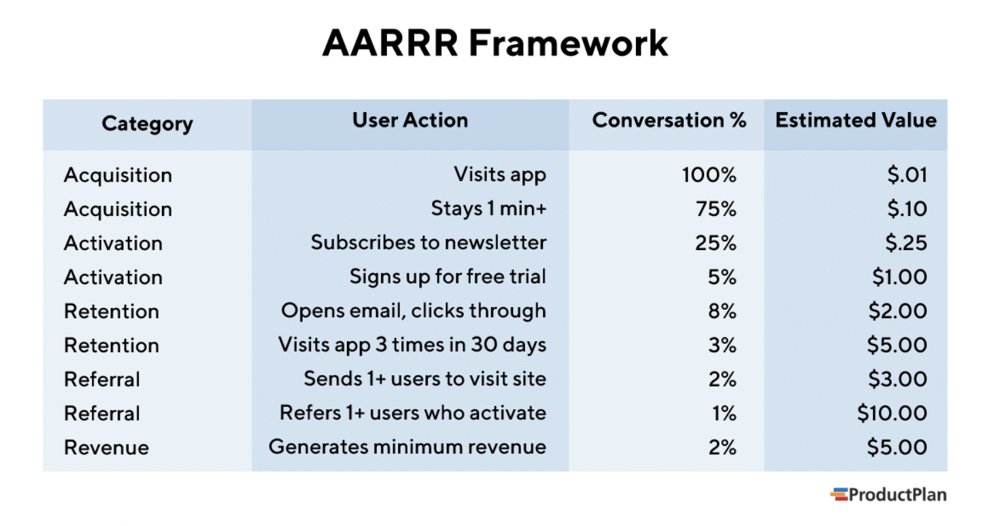 AARRR Framework
Category User Action Conversation % Estimated Value
Acquisition Visits app 100% $.01
Acquisition Stays 1 min+ 75% $.10
Activation Subscribes to newsletter 25% $.25
Activation Signs up for free trial 5% $1.00
Retention Opens email, clicks through 8% $2.00
Retention Visits app 3 times in 30 days 3% $5.00
Referral Sends 1+ users to visit site 2% $3.00
Referral Refers 1+ users who activate 1% $10.00
Revenue Generates minimum revenue 2% $5.00
ProductPlan